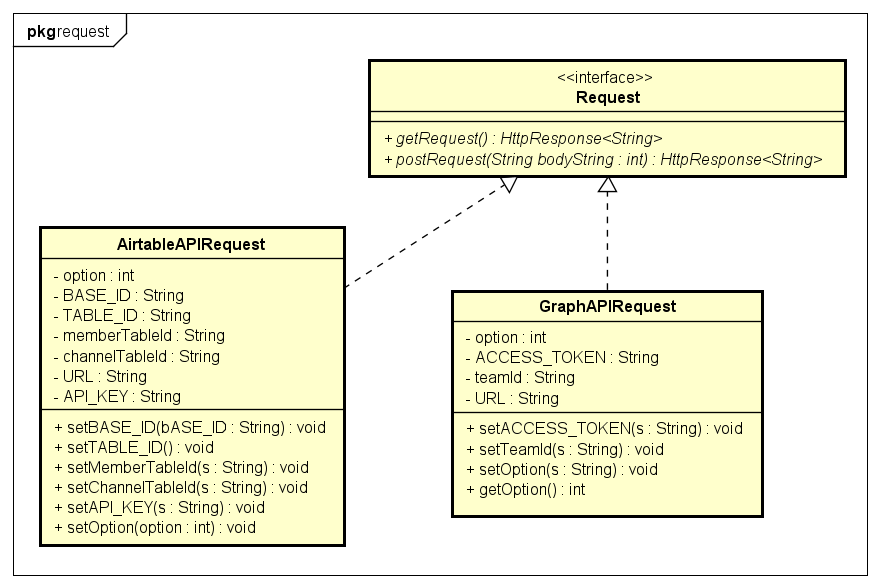 pkg request
<<interface>>
Request
+ getRequest() : HttpResponse<String>
+ postRequest(String bodyString : int) : HttpResponse<String>
AirtableAPIRequest
- option : int
- BASE_ID : String
- TABLE_ID : String
- memberTableId : String
- channelTableId : String
- URL : String
- API_KEY : String
+ setBASE_ID(bASE_ID : String) : void
+ setTABLE_ID() : void
+ setMemberTableId(s : String) : void
+ setChannelTableId(s : String) : void
+ setAPI_KEY(s : String) : void
+ setOption(option : int) : void
GraphAPIRequest
- option : int
- ACCESS_TOKEN : String
- teamId : String
- URL : String
+ setACCESS_TOKEN(s : String) : void
+ setTeamId(s : String) : void
+ setOption(s : String) : void
+ getOption() : int